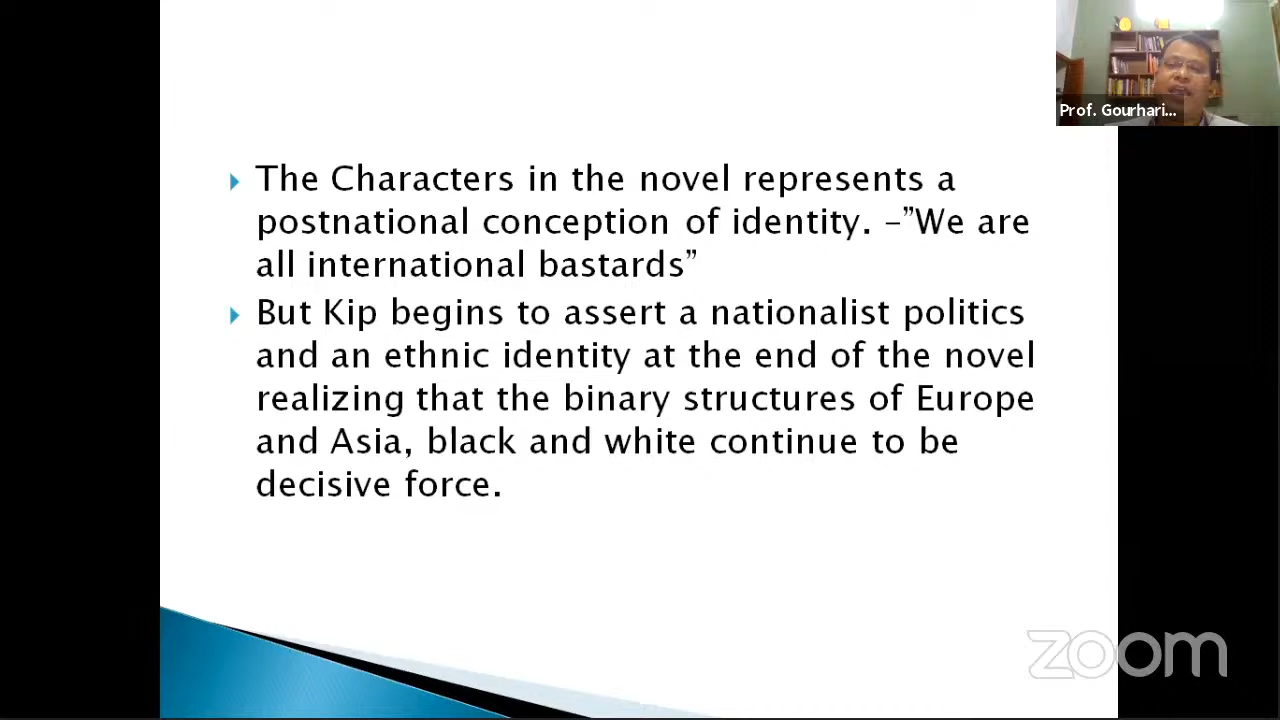 Prof. Gourhari...
The Characters in the novel represents a
postnational conception of identity. –”We are
all international bastards”
But Kip begins to assert a nationalist politics
and an ethnic identity at the end of the novel
realizing that the binary structures of Europe
and Asia, black and white continue to be
decisive force.
zoom